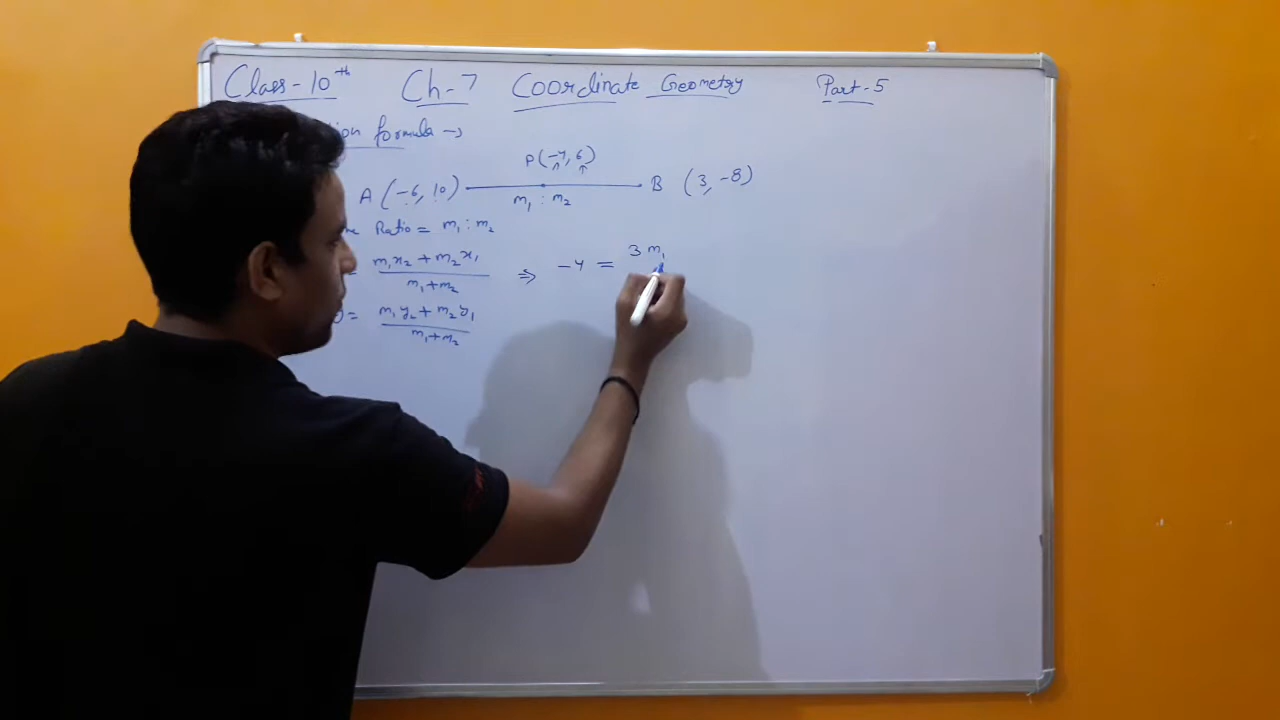 Class-10th Ch-7 Coordinate Geometry Part-5
formula →
P(-4, 6)
A (-6, 10) B (3, -8)
m₁ : m₂
Ratio = m₁ : m₂
= m₁x₂ + m₂x₁ / m₁+m₂ ⇒ -4 = 3 m₁
= m₁y₂ + m₂y₁ / m₁+m₂